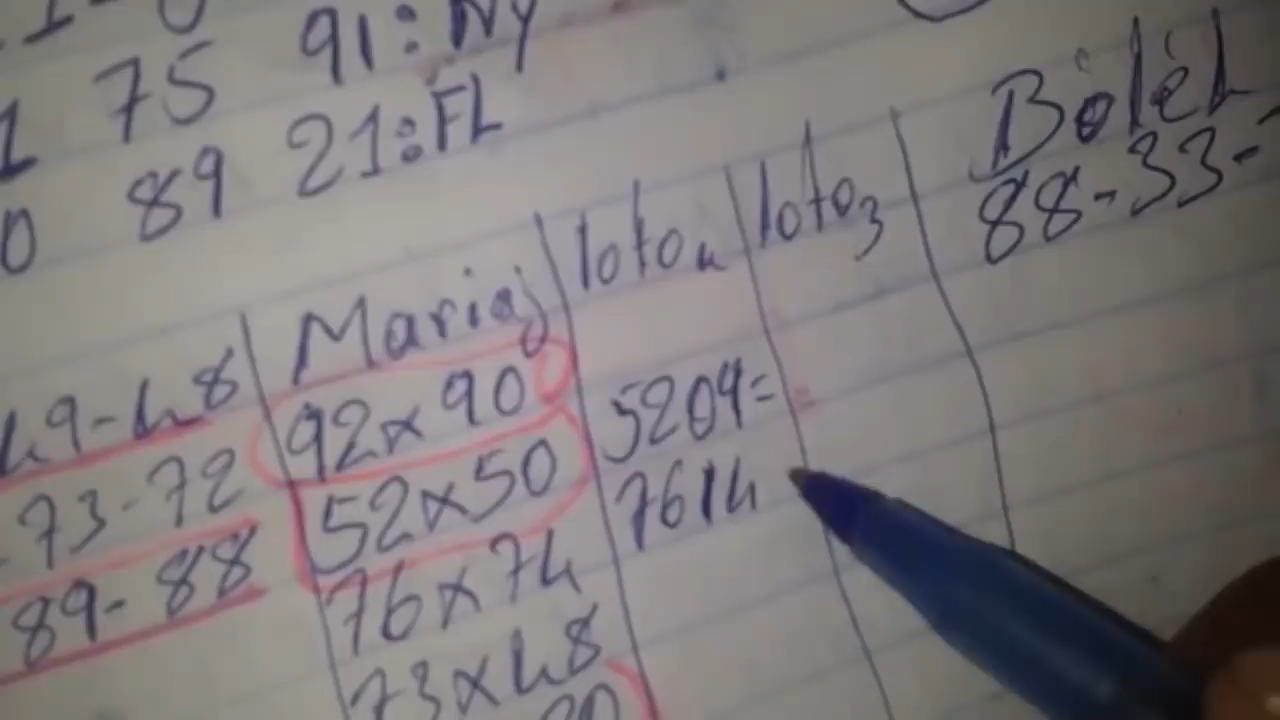 75 91: NY
89 21: FL
Mariaj loto4 loto3 Bòlèt
88-33-
49-48 92x90 5209=
73-72 52x50 7614
89-88 76x74
73x48